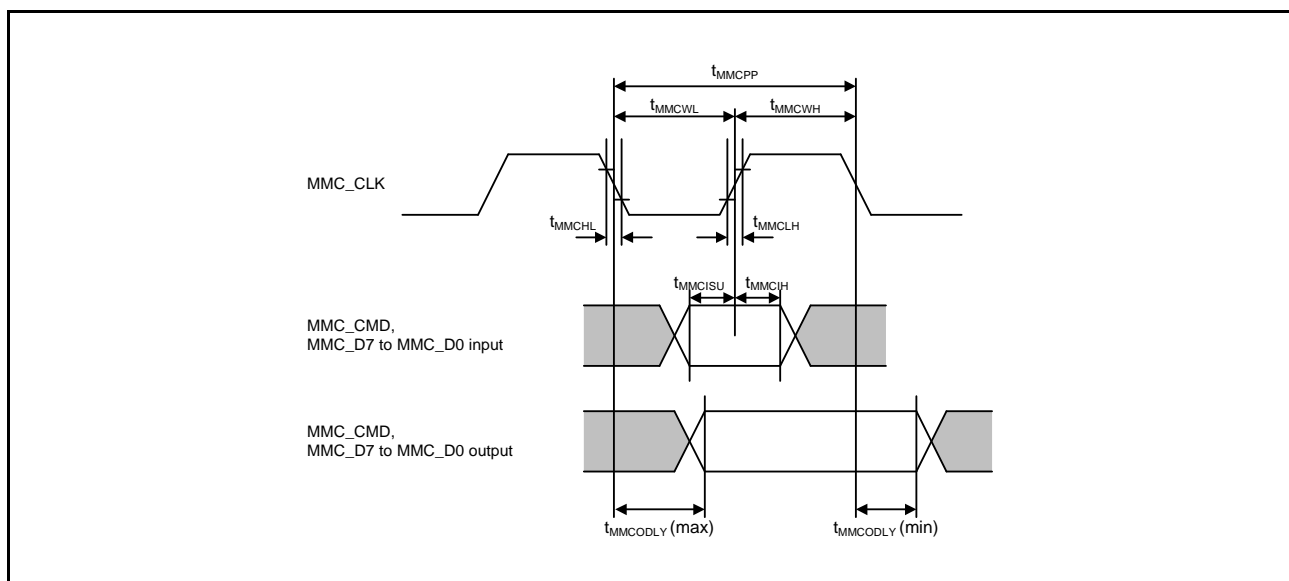 tMMCPP
tMMCWL
tMMCWH
MMC_CLK
tMMCHL
tMMCLH
tMMCISU
tMMCIH
MMC_CMD,
MMC_D7 to MMC_D0 input
MMC_CMD,
MMC_D7 to MMC_D0 output
tMMCODLY (max)
tMMCODLY (min)